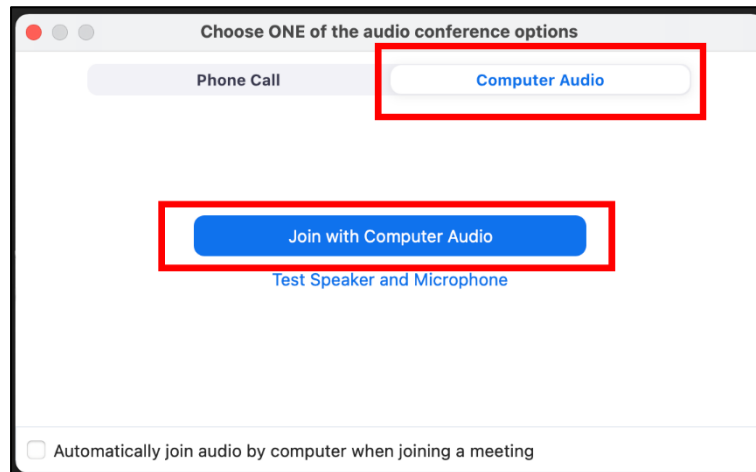 Choose ONE of the audio conference options
Phone Call
Computer Audio
Join with Computer Audio
Test Speaker and Microphone
Automatically join audio by computer when joining a meeting